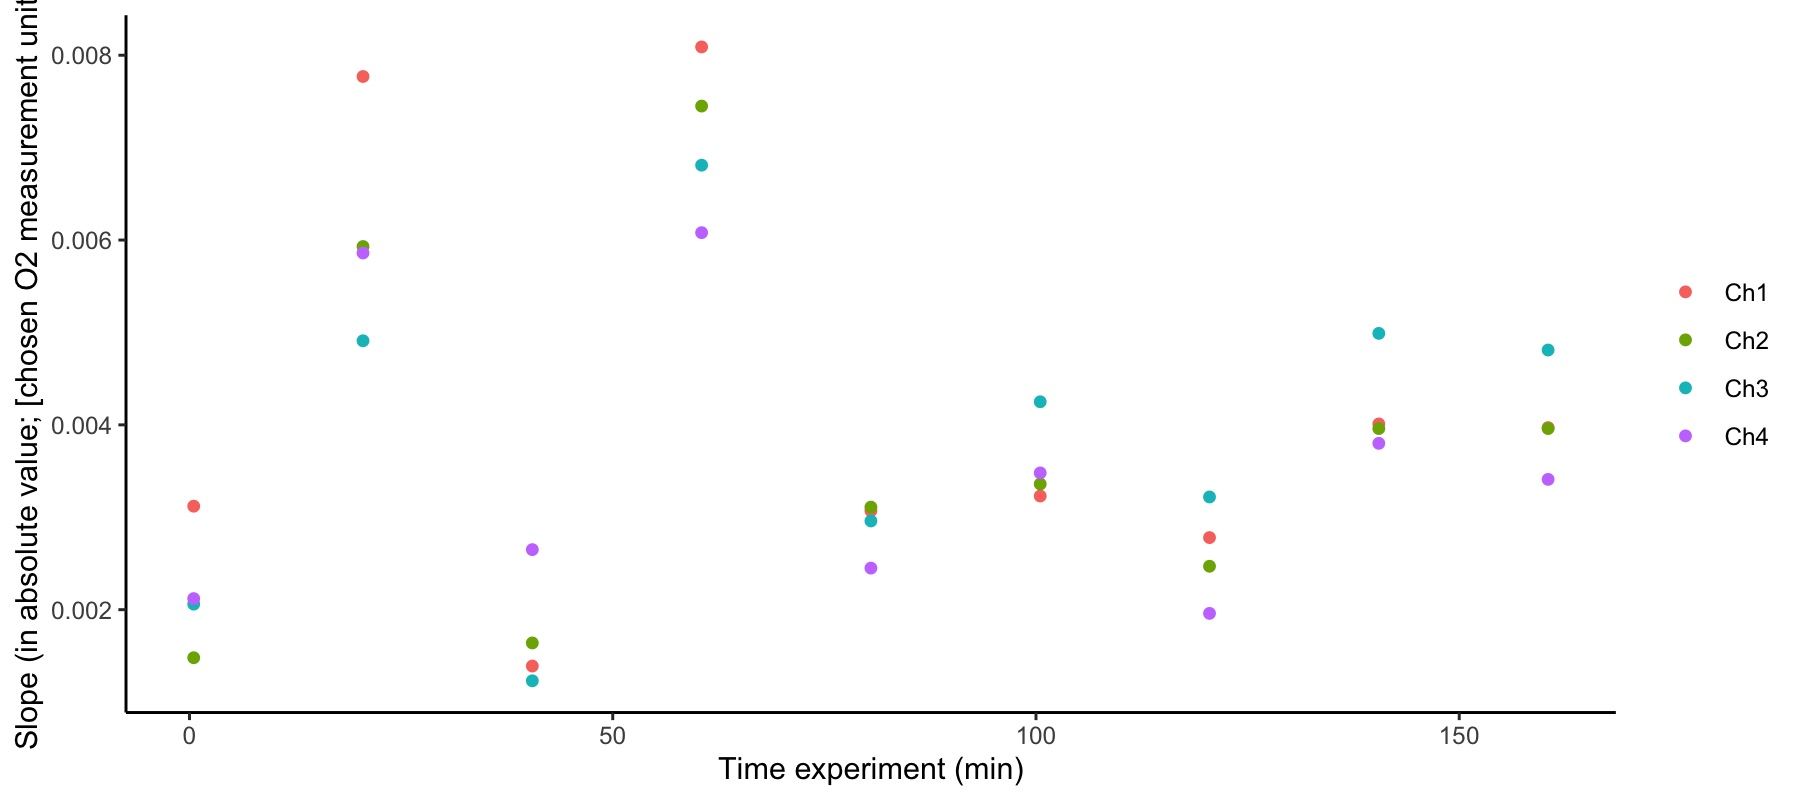 Slope (in absolute value; [chosen O2 measurement unit
0.008
0.006
0.004
0.002
0
50
100
150
Time experiment (min)
Ch1
Ch2
Ch3
Ch4